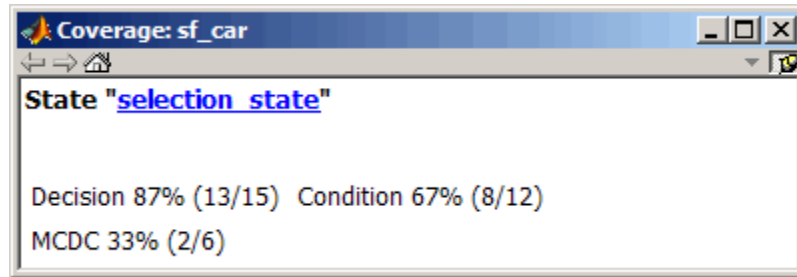 Coverage: sf_car
State "selection_state"
Decision 87% (13/15) Condition 67% (8/12)
MCDC 33% (2/6)